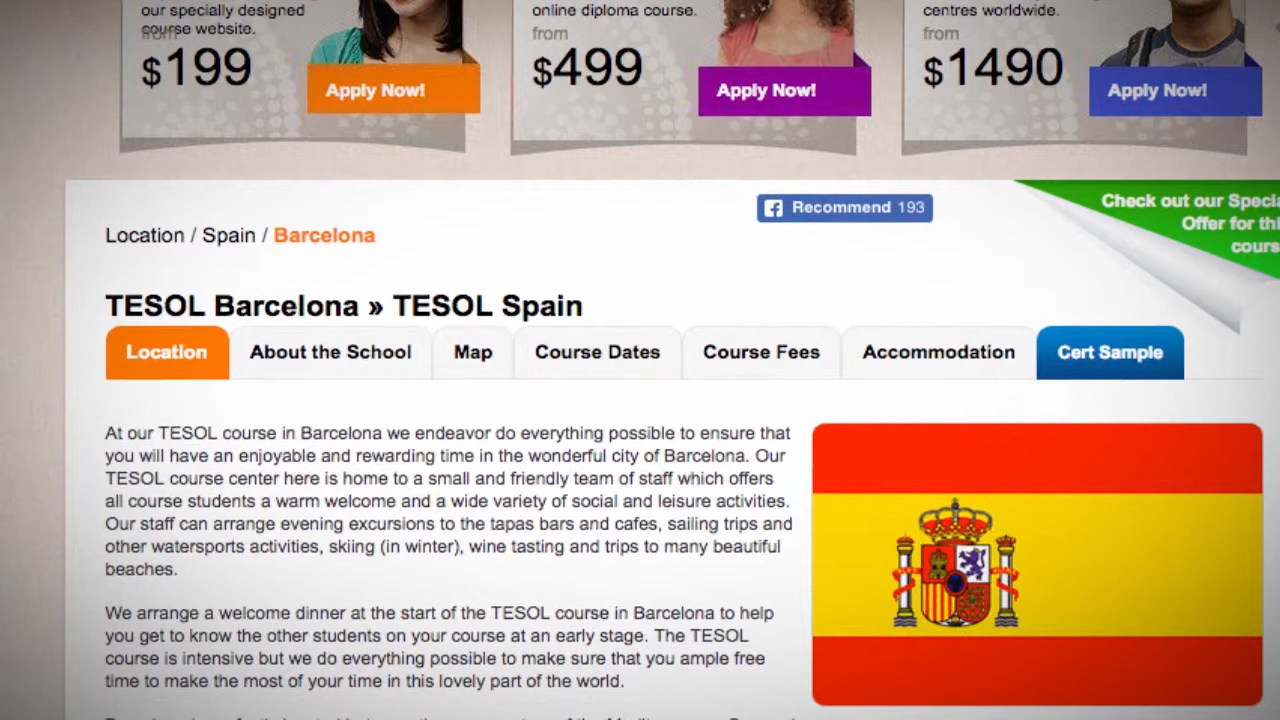 our specially designed
course website.
from
$199
Apply Now!
online diploma course.
from
$499
Apply Now!
centres worldwide.
from
$1490
Apply Now!
Recommend 193
Check out our
Offer for
Location / Spain / Barcelona
TESOL Barcelona » TESOL Spain
Location
About the School
Map
Course Dates
Course Fees
Accommodation
Cert Sample
At our TESOL course in Barcelona we endeavor do everything possible to ensure that
you will have an enjoyable and rewarding time in the wonderful city of Barcelona. Our
TESOL course center here is home to a small and friendly team of staff which offers
all course students a warm welcome and a wide variety of social and leisure activities.
Our staff can arrange evening excursions to the tapas bars and cafes, sailing trips and
other watersports activities, skiing (in winter), wine tasting and trips to many beautiful
beaches.
We arrange a welcome dinner at the start of the TESOL course in Barcelona to help
you get to know the other students on your course at an early stage. The TESOL
course is intensive but we do everything possible to make sure that you ample free
time to make the most of your time in this lovely part of the world.